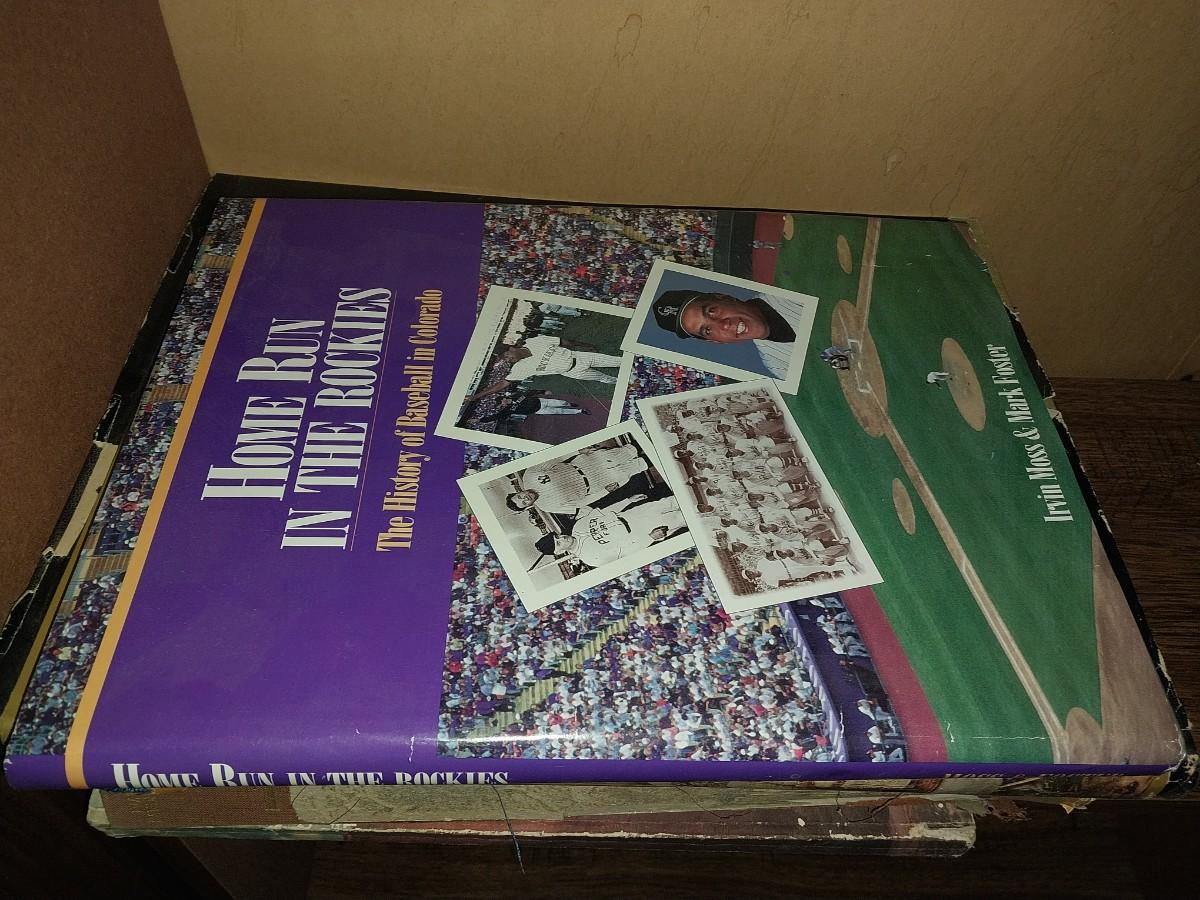 HOME RUN
IN THE ROCKIES
The History of Baseball in Colorado
PEPPER
Irvin Moss & Mark Foster
HOME RUN IN THE ROCKIES